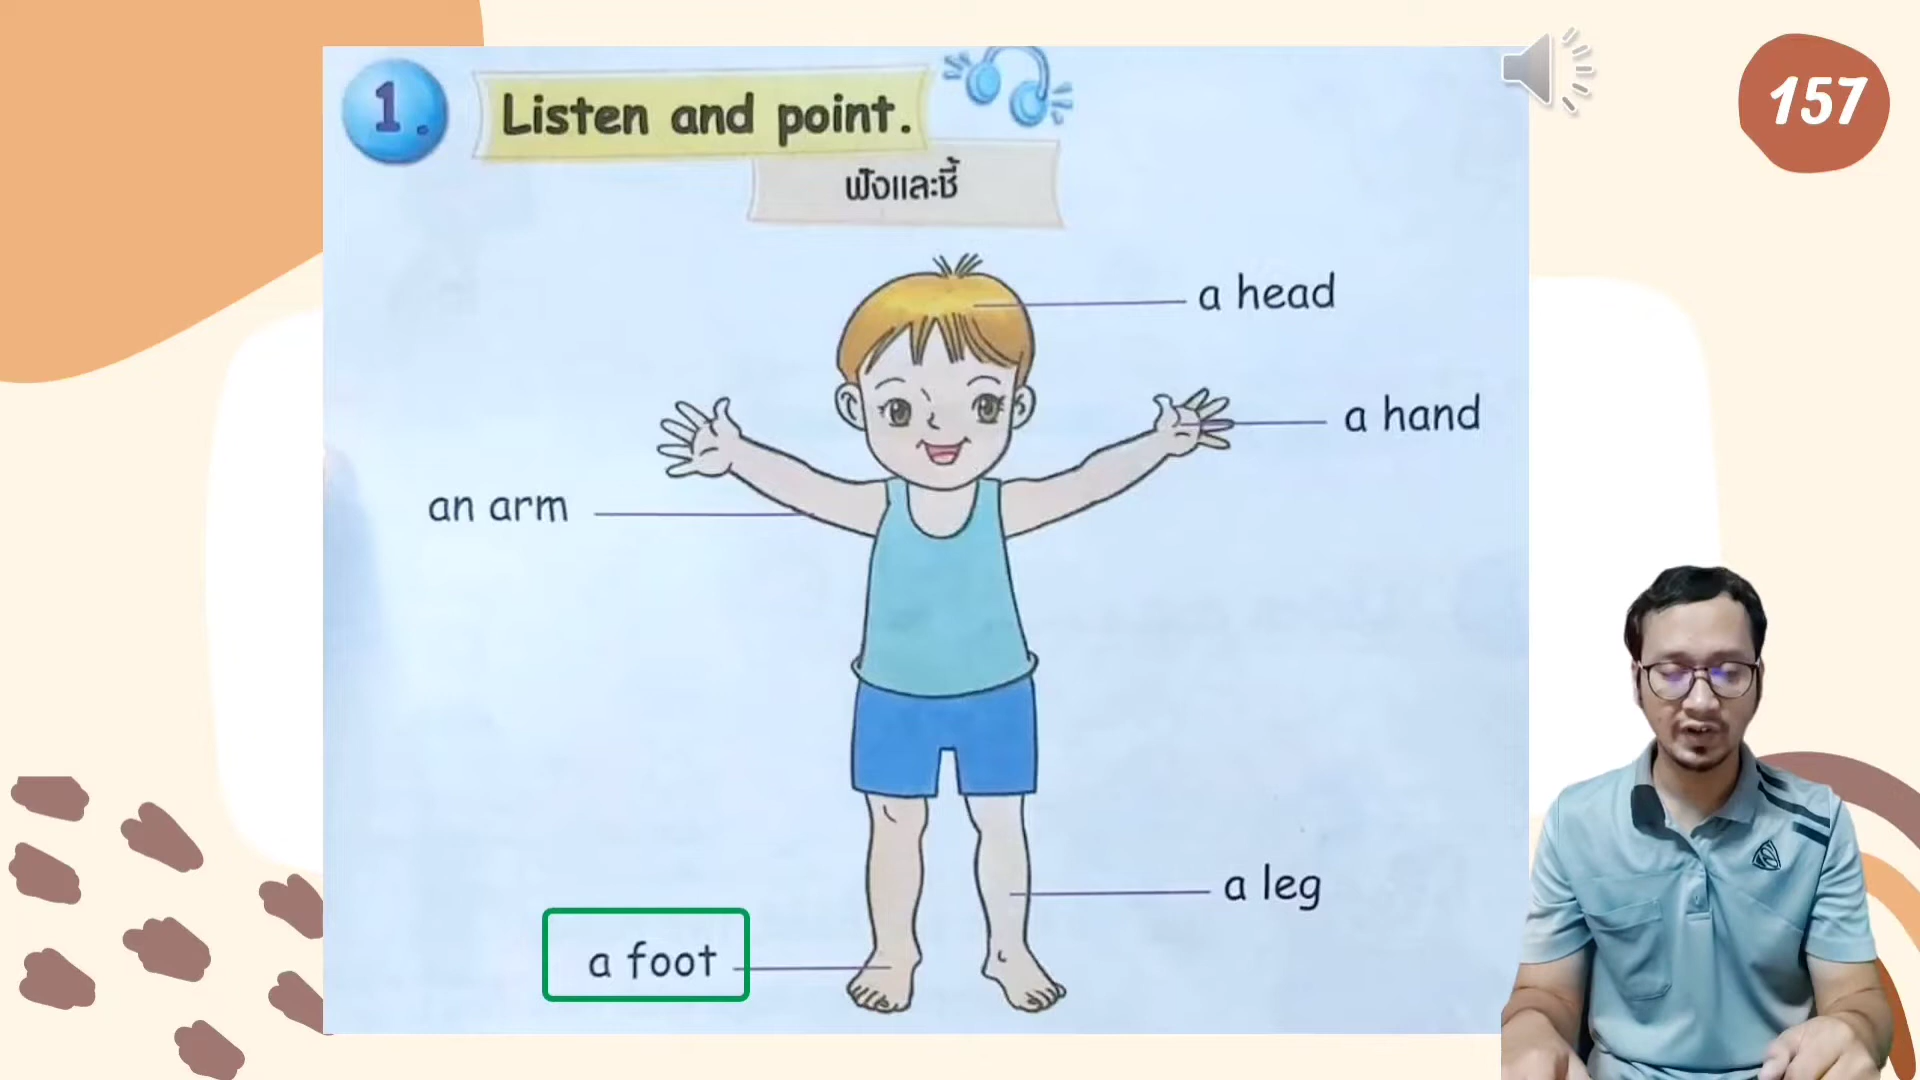 1.
Listen and point.
ฟังและชี้
157
a head
a hand
an arm
a leg
a foot